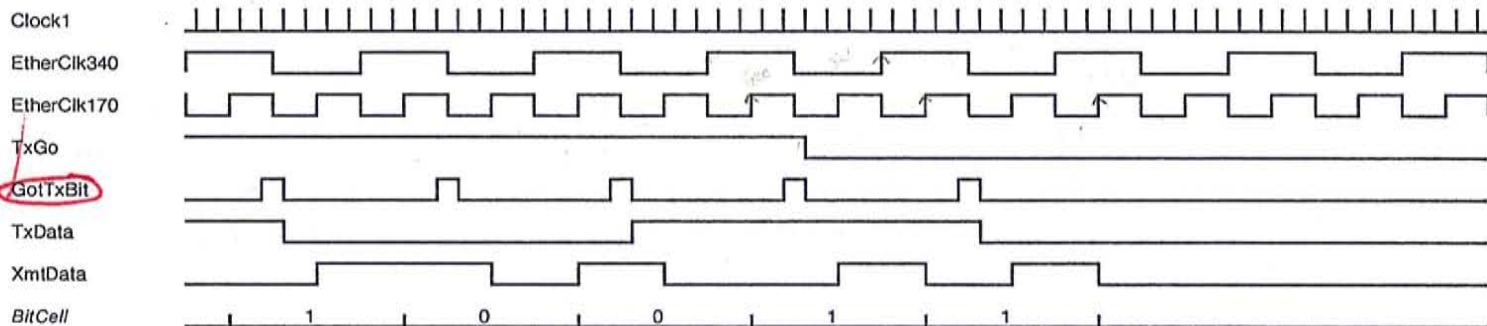 Clock1
EtherClk340
EtherClk170
TxGo
GotTxBit
TxData
XmtData
BitCell 1 0 0 1 1